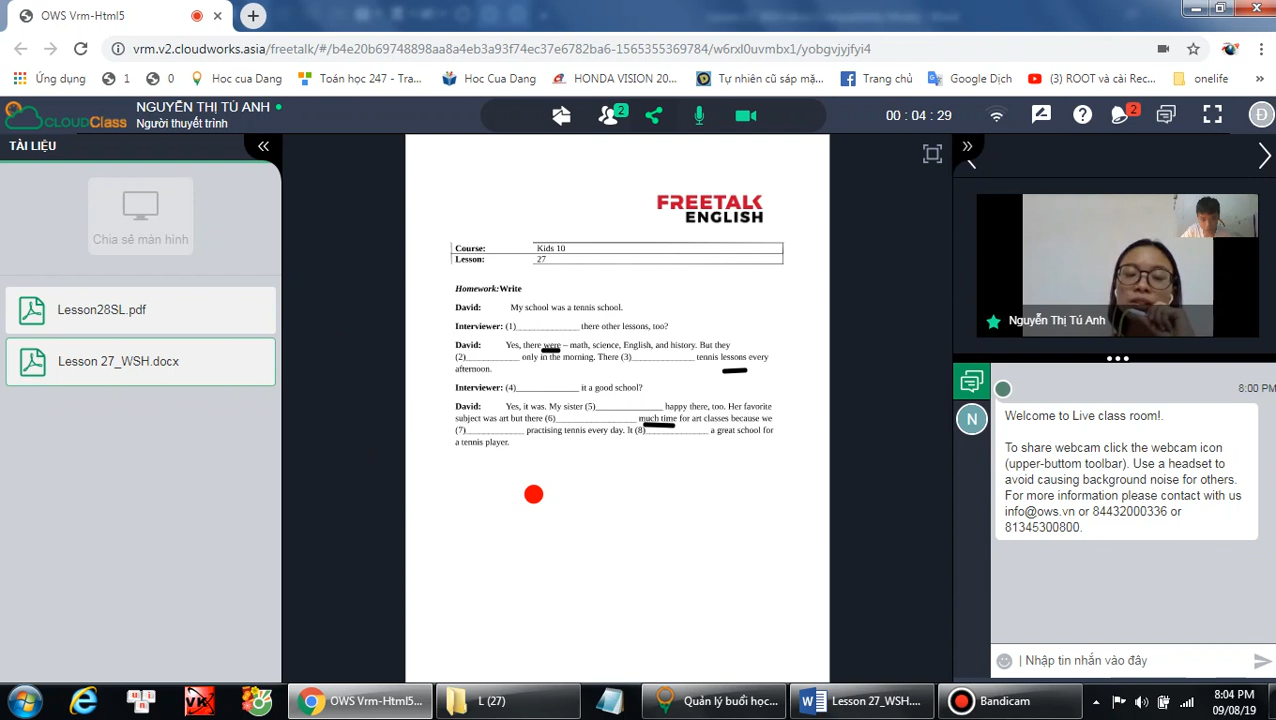 OWS Vrm-Html5
vrm.v2.cloudworks.asia/freetalk/#/b4e20b69748898aa8a4eb3a93f74ec37e6782ba6-1565355369784/w6rxl0uvmbx1/yobgvjyjfyi4
Ứng dụng 1 0 Hoc cua Dang Toán học 247 - Tra... Học Cua Dang HONDA VISION 20... Tự nhiên cũ sáp mặ... Trang chủ Google Dịch (3) ROOT và cài Rec... onelife »
CLOUDClass
NGUYỄN THỊ TÚ ANH
Người thuyết trình
2
00 : 04 : 29
2
Đ
TÀI LIỆU
Chia sẻ màn hình
Lesson28SL.pdf
Lesson 27_WSH.docx
FREETALK
ENGLISH
Course: Kids 10
Lesson: 27
Homework:Write
David: My school was a tennis school.
Interviewer: (1)______________ there other lessons, too?
David: Yes, there were – math, science, English, and history. But they
(2)____________ only in the morning. There (3)______________ tennis lessons every
afternoon.
Interviewer: (4)______________ it a good school?
David: Yes, it was. My sister (5)_______________ happy there, too. Her favorite
subject was art but there (6)__________________ much time for art classes because we
(7)_____________ practising tennis every day. It (8)______________ a great school for
a tennis player.
Nguyễn Thị Tú Anh
8:00 PM
N
Welcome to Live class room!.
To share webcam click the webcam icon
(upper-buttom toolbar). Use a headset to
avoid causing background noise for others.
For more information please contact with us
info@ows.vn or 84432000336 or
81345300800.
Nhập tin nhắn vào đây
OWS Vrm-Html5...
L (27)
Quản lý buổi học...
Lesson 27_WSH....
Bandicam
8:04 PM
09/08/19